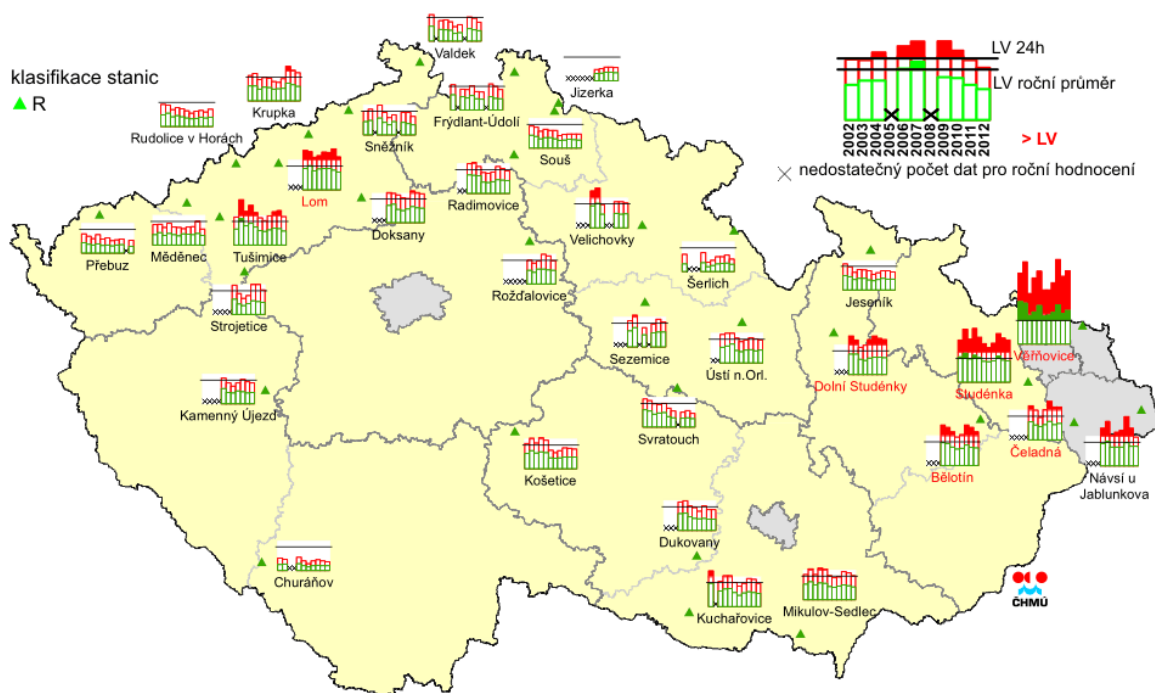 klasifikace stanic
R
LV 24h
LV roční průměr
2002
2003
2004
2005
2006
2007
2008
2009
2010
2011
2012
> LV
nedostatečný počet dat pro roční hodnocení
Valdek
Jizerka
Krupka
Rudolice v Horách
Frýdlant-Údolí
Sněžník
Souš
Lom
Radimovice
Doksany
Velichovky
Tušimice
Měděnec
Přebuz
Šerlich
Rožďalovice
Jeseník
Strojetice
Věřňovice
Sezemice
Ústí n.Orl.
Dolní Studénky
Studénka
Kamenný Újezd
Svratouch
Čeladná
Bělotín
Košetice
Návsí u
Jablunkova
Dukovany
Churáňov
Kuchařovice
Mikulov-Sedlec
ČHMÚ